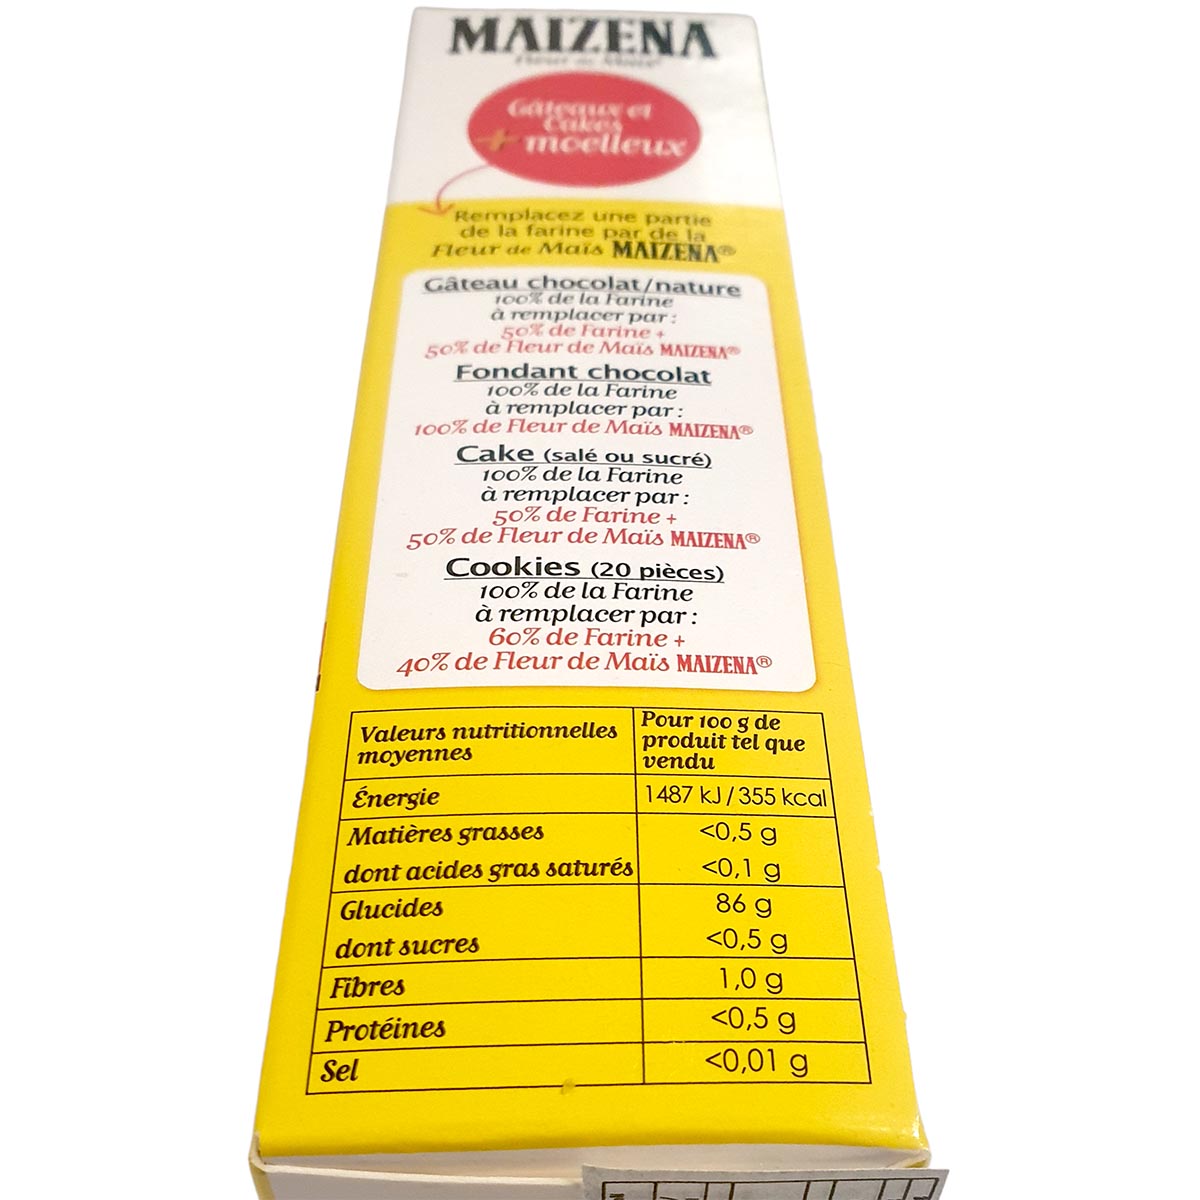 MAIZENA
Fleur de Maïs
Gâteaux et
Cakes
+ moelleux
Remplacez une partie
de la farine par de la
Fleur de Maïs MAIZENA®
Gâteau chocolat/nature
100% de la Farine
à remplacer par :
50% de Farine +
50% de Fleur de Maïs MAIZENA®
Fondant chocolat
100% de la Farine
à remplacer par :
100% de Fleur de Maïs MAIZENA®
Cake (salé ou sucré)
100% de la Farine
à remplacer par :
50% de Farine +
50% de Fleur de Maïs MAIZENA®
Cookies (20 pièces)
100% de la Farine
à remplacer par :
60% de Farine +
40% de Fleur de Maïs MAIZENA®
Valeurs nutritionnelles
moyennes
Pour 100 g de
produit tel que
vendu
Énergie 1487 kJ / 355 kcal
Matières grasses <0,5 g
dont acides gras saturés <0,1 g
Glucides 86 g
dont sucres <0,5 g
Fibres 1,0 g
Protéines <0,5 g
Sel <0,01 g